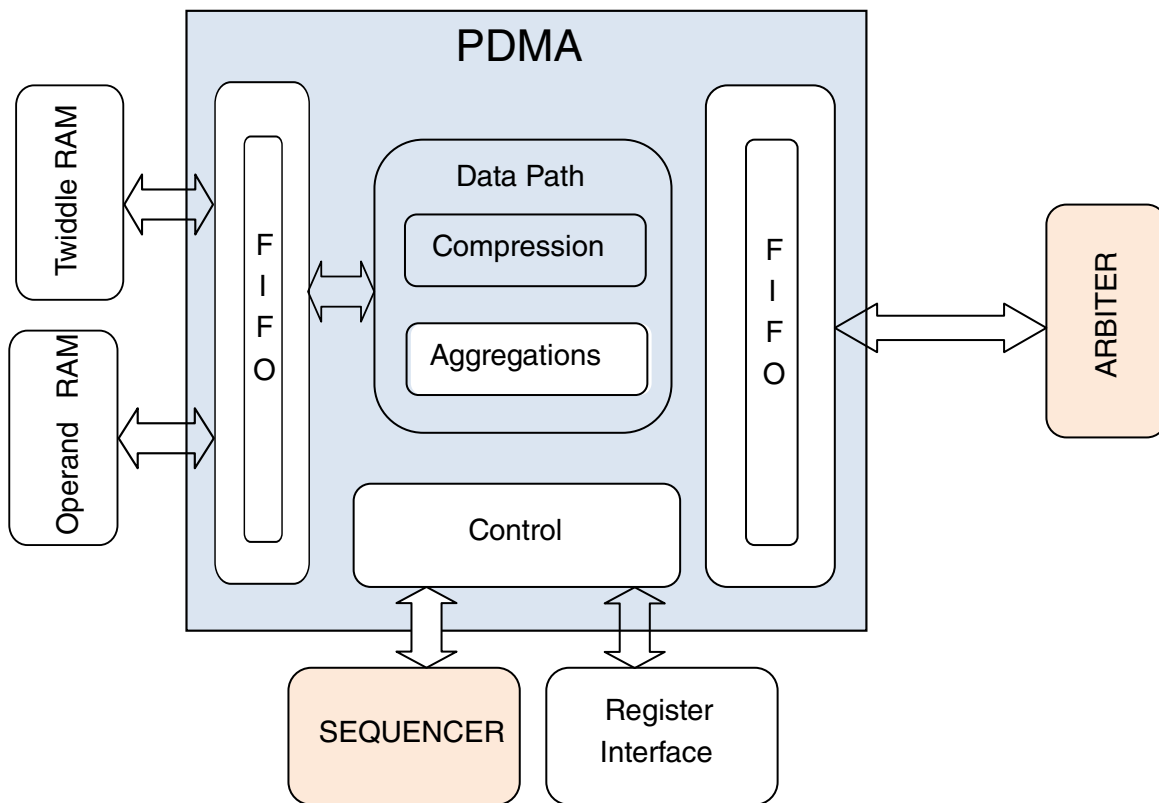 PDMA
Twiddle RAM
Operand RAM
F
I
F
O
Data Path
Compression
Aggregations
F
I
F
O
ARBITER
Control
SEQUENCER
Register
Interface